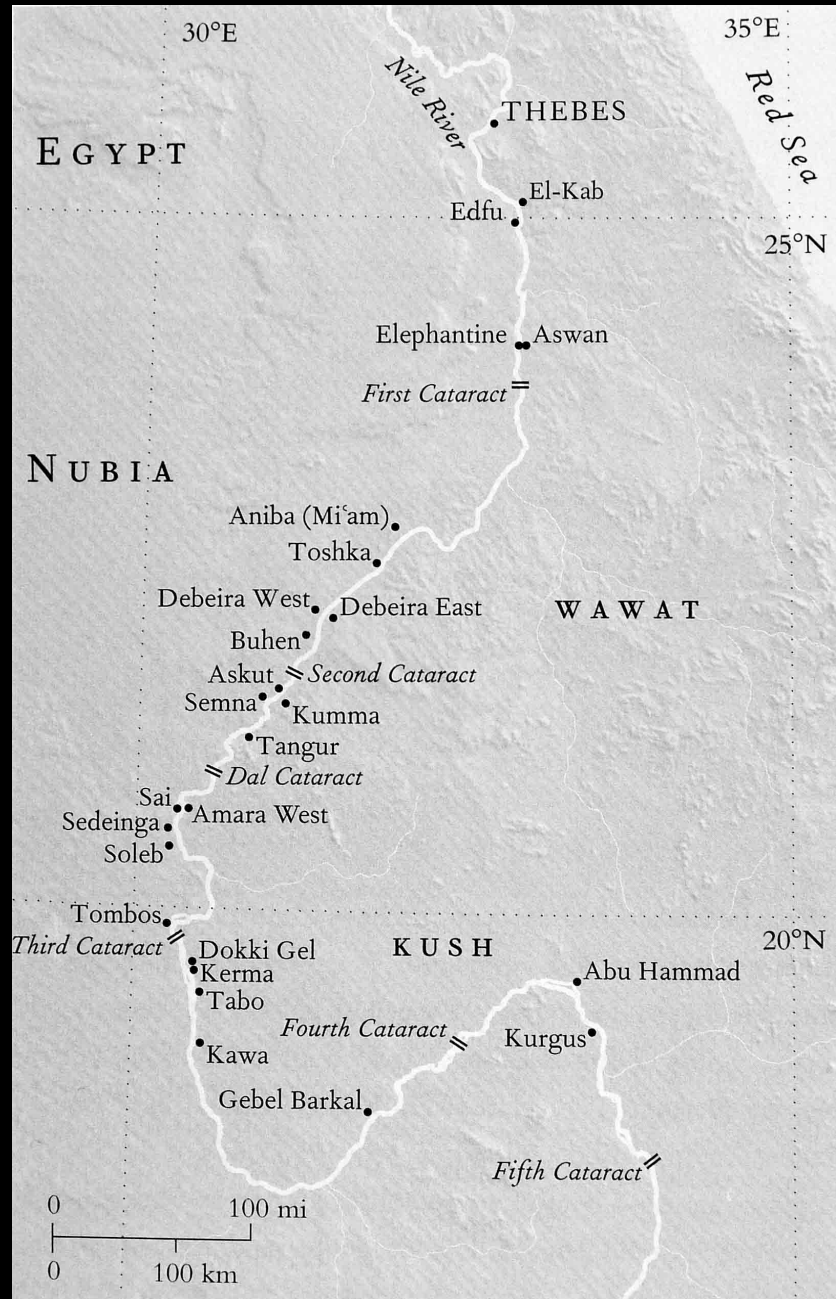 30°E
35°E
Nile River
Red Sea
THEBES
EGYPT
El-Kab
Edfu
25°N
Elephantine
Aswan
First Cataract
NUBIA
Aniba (Miʿam)
Toshka
Debeira West
Debeira East
WAWAT
Buhen
Askut
Second Cataract
Semna
Kumma
Tangur
Dal Cataract
Sai
Amara West
Sedeinga
Soleb
Tombos
Third Cataract
Dokki Gel
KUSH
20°N
Kerma
Abu Hammad
Tabo
Fourth Cataract
Kurgus
Kawa
Gebel Barkal
Fifth Cataract
0 100 mi
0 100 km